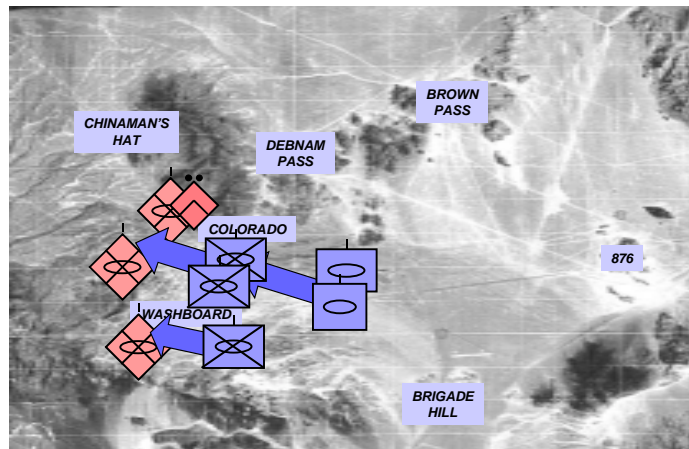 BROWN
PASS
CHINAMAN'S
HAT
DEBNAM
PASS
COLORADO
876
WASHBOARD
BRIGADE
HILL